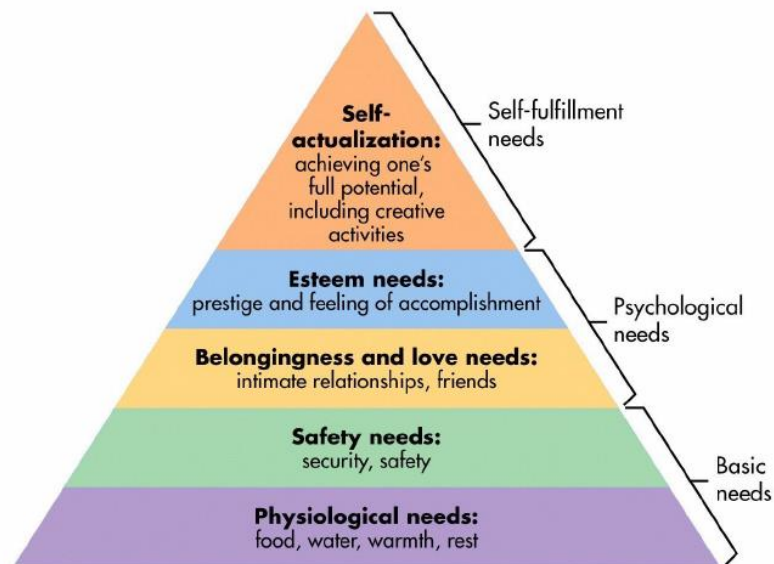 Self-
actualization:
achieving one's
full potential,
including creative
activities
Self-fulfillment
needs
Esteem needs:
prestige and feeling of accomplishment
Psychological
needs
Belongingness and love needs:
intimate relationships, friends
Safety needs:
security, safety
Basic
needs
Physiological needs:
food, water, warmth, rest